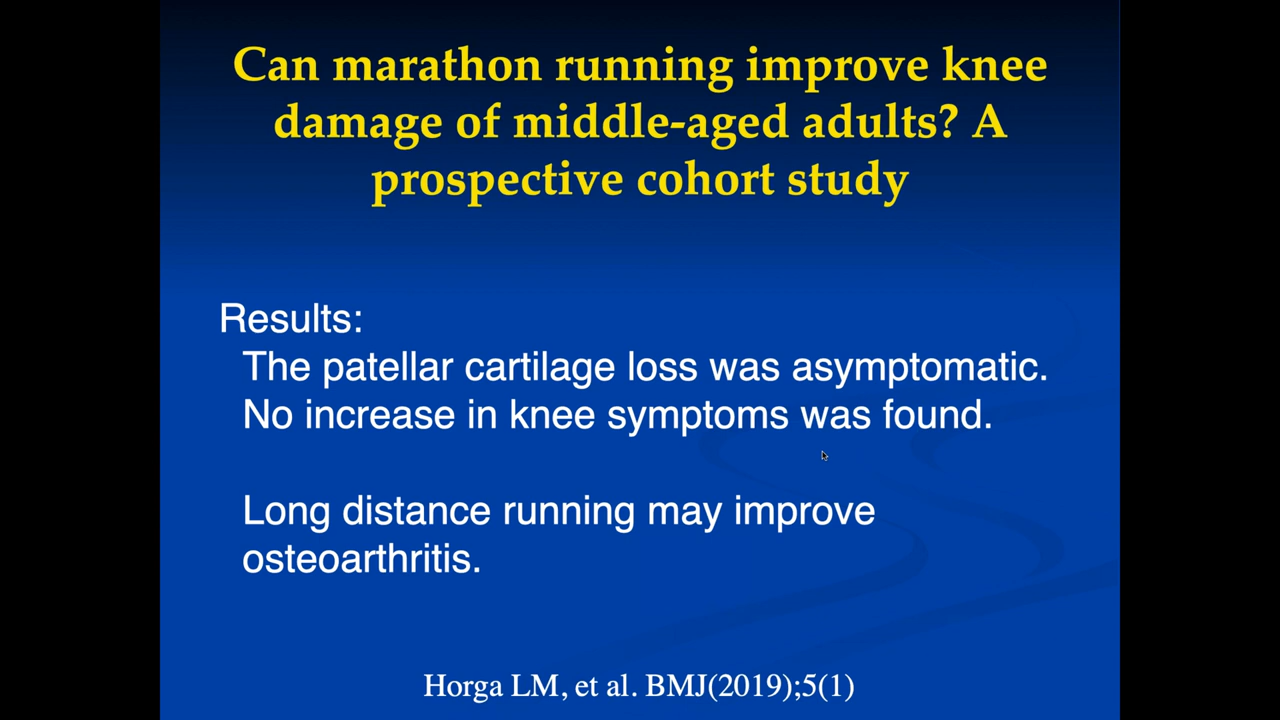 Can marathon running improve knee
damage of middle-aged adults? A
prospective cohort study
Results:
The patellar cartilage loss was asymptomatic.
No increase in knee symptoms was found.
Long distance running may improve
osteoarthritis.
Horga LM, et al. BMJ(2019);5(1)